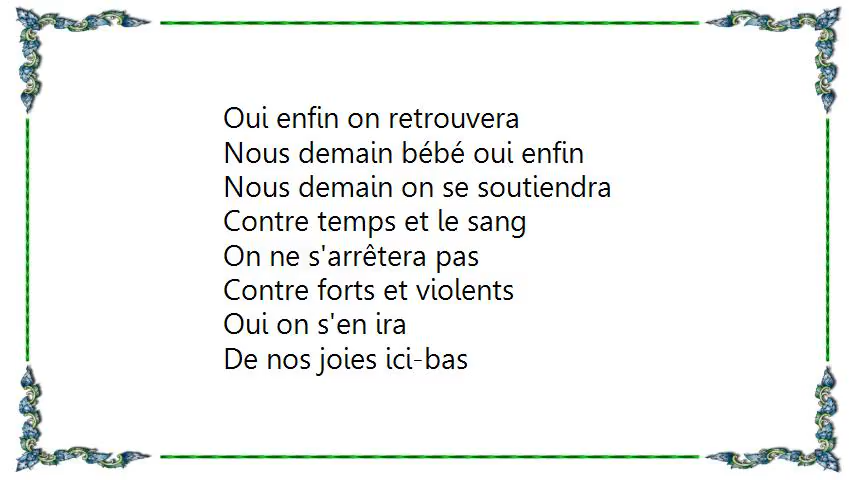 Oui enfin on retrouvera
Nous demain bébé oui enfin
Nous demain on se soutiendra
Contre temps et le sang
On ne s'arrêtera pas
Contre forts et violents
Oui on s'en ira
De nos joies ici-bas